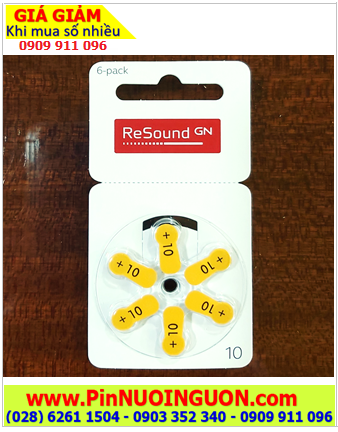 GIÁ GIẢM
Khi mua số nhiều
0909 911 096
6-pack
ReSound GN
+ 10
+ 10
+ 10
+ 10
+ 10
+ 10
10
www.PinNUOINGUON.com
(028) 6261 1504 - 0903 352 340 - 0909 911 096